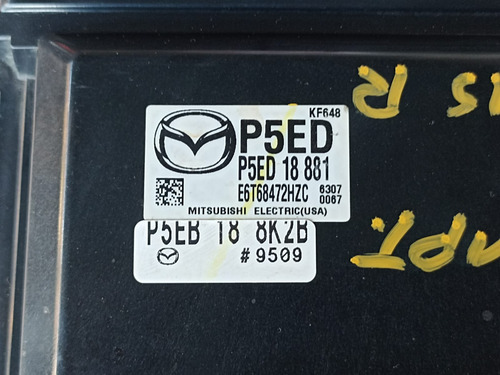 KF648
P5ED
P5ED 18 881
E6T68472HZC 6307
0067
MITSUBISHI ELECTRIC(USA)
P5EB 18 8K2B
#9509
R